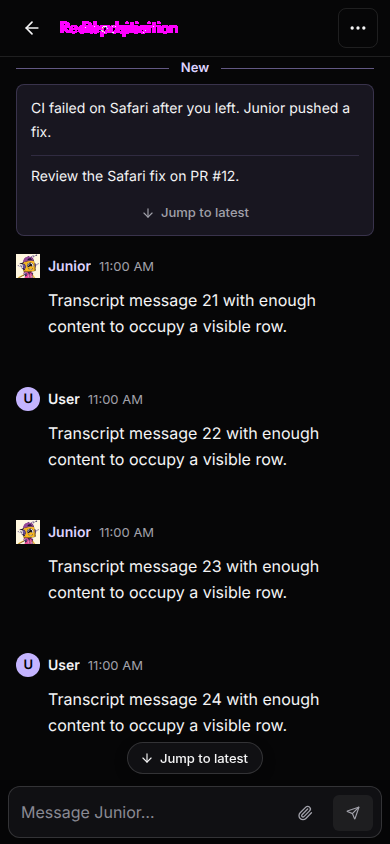 New
CI failed on Safari after you left. Junior pushed a
fix.
Review the Safari fix on PR #12.
Jump to latest
Junior 11:00 AM
Transcript message 21 with enough
content to occupy a visible row.
U User 11:00 AM
Transcript message 22 with enough
content to occupy a visible row.
Junior 11:00 AM
Transcript message 23 with enough
content to occupy a visible row.
U User 11:00 AM
Transcript message 24 with enough
content to occupy a visible row.
Jump to latest
Message Junior...